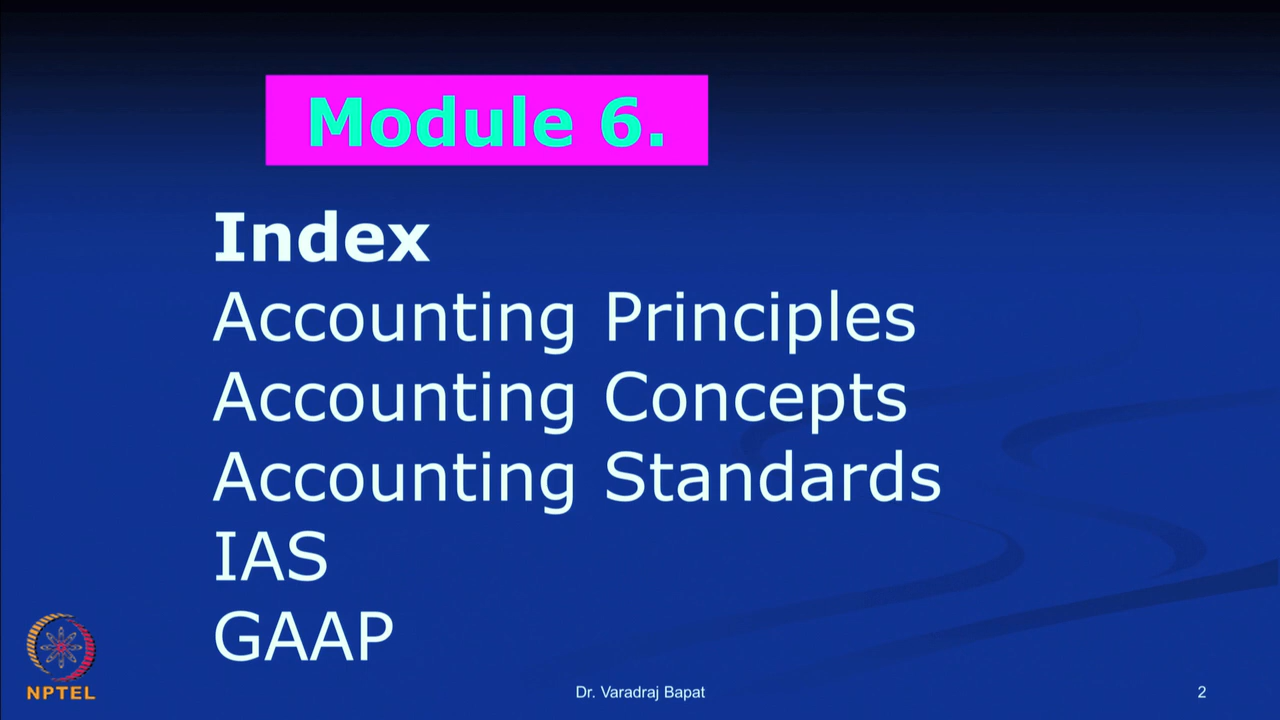 Module 6.
Index
Accounting Principles
Accounting Concepts
Accounting Standards
IAS
GAAP
NPTEL
Dr. Varadraj Bapat
2